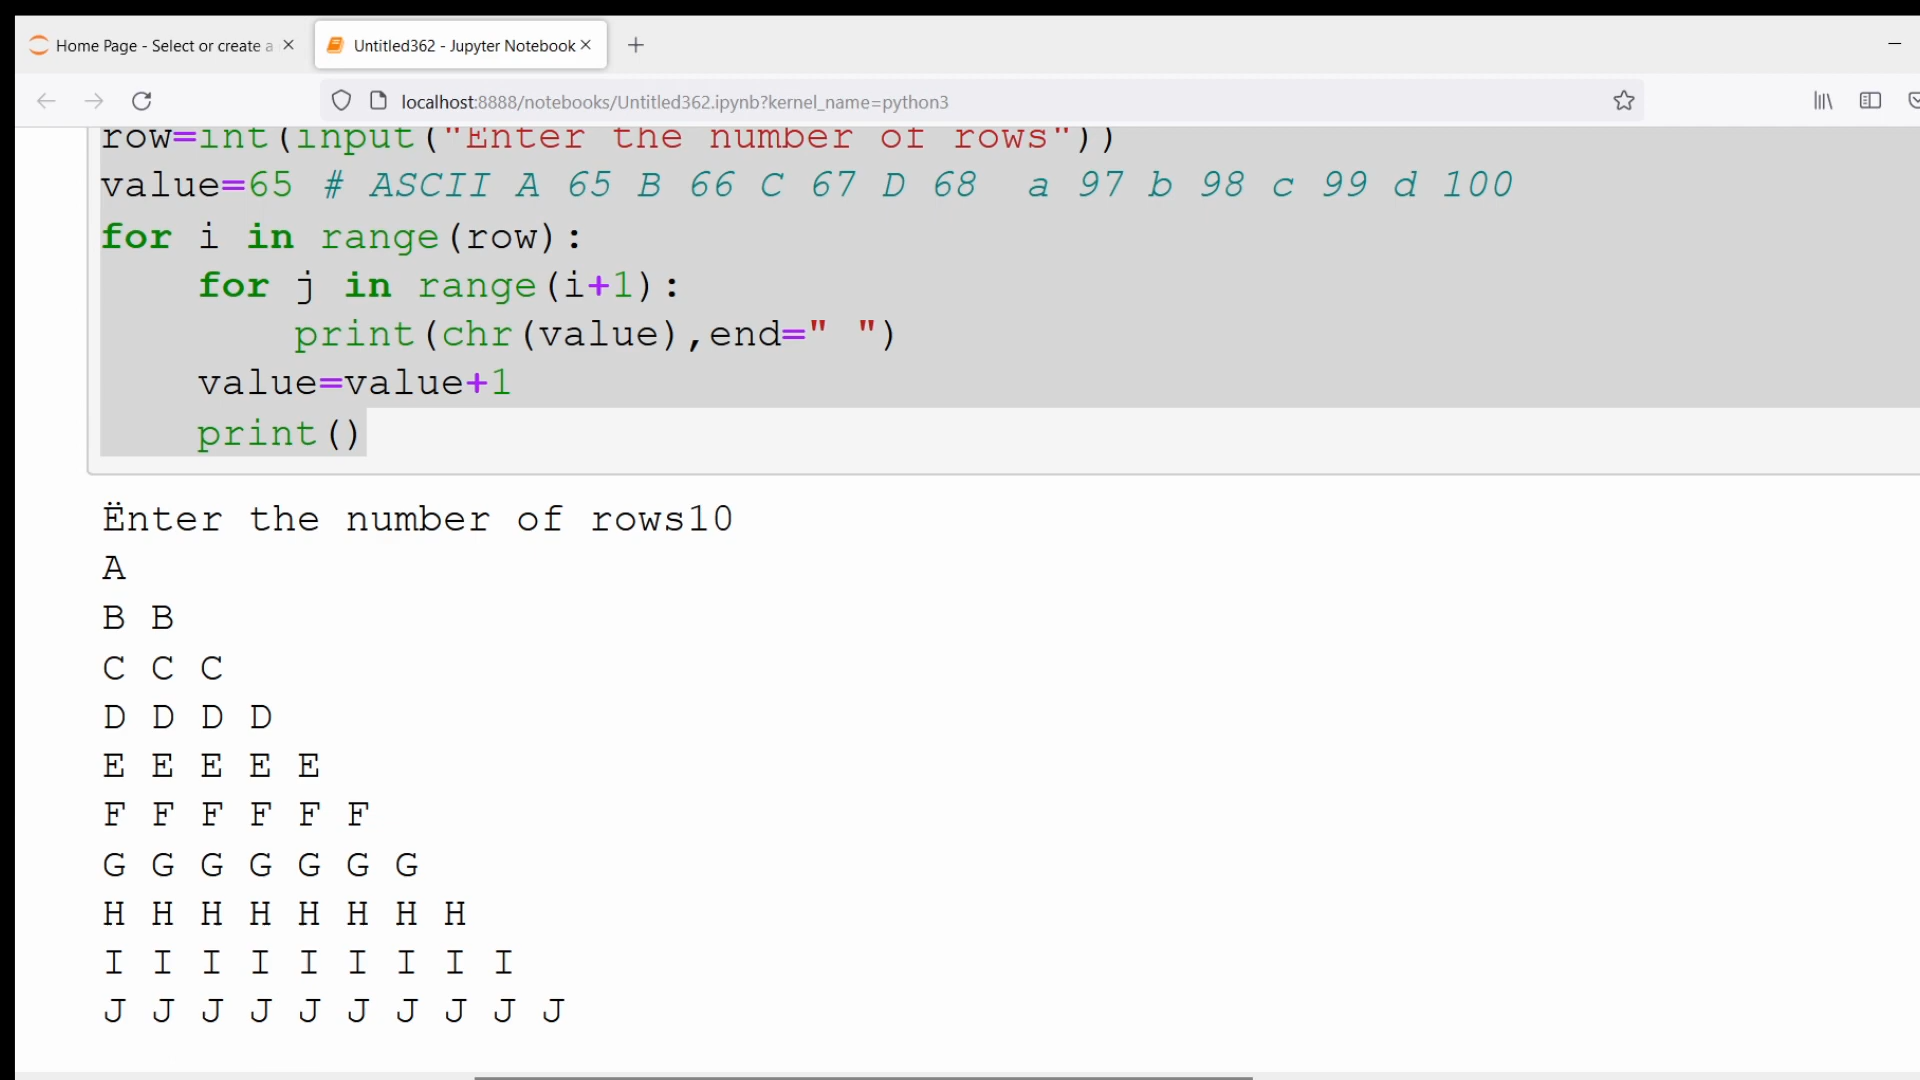 Home Page - Select or create a
Untitled362 - Jupyter Notebook
localhost:8888/notebooks/Untitled362.ipynb?kernel_name=python3
row=int(input("Enter the number of rows"))
value=65 # ASCII A 65 B 66 C 67 D 68  a 97 b 98 c 99 d 100
for i in range(row):
    for j in range(i+1):
        print(chr(value),end=" ")
    value=value+1
    print()
Ënter the number of rows10
A
B B
C C C
D D D D
E E E E E
F F F F F F
G G G G G G G
H H H H H H H H
I I I I I I I I I
J J J J J J J J J J